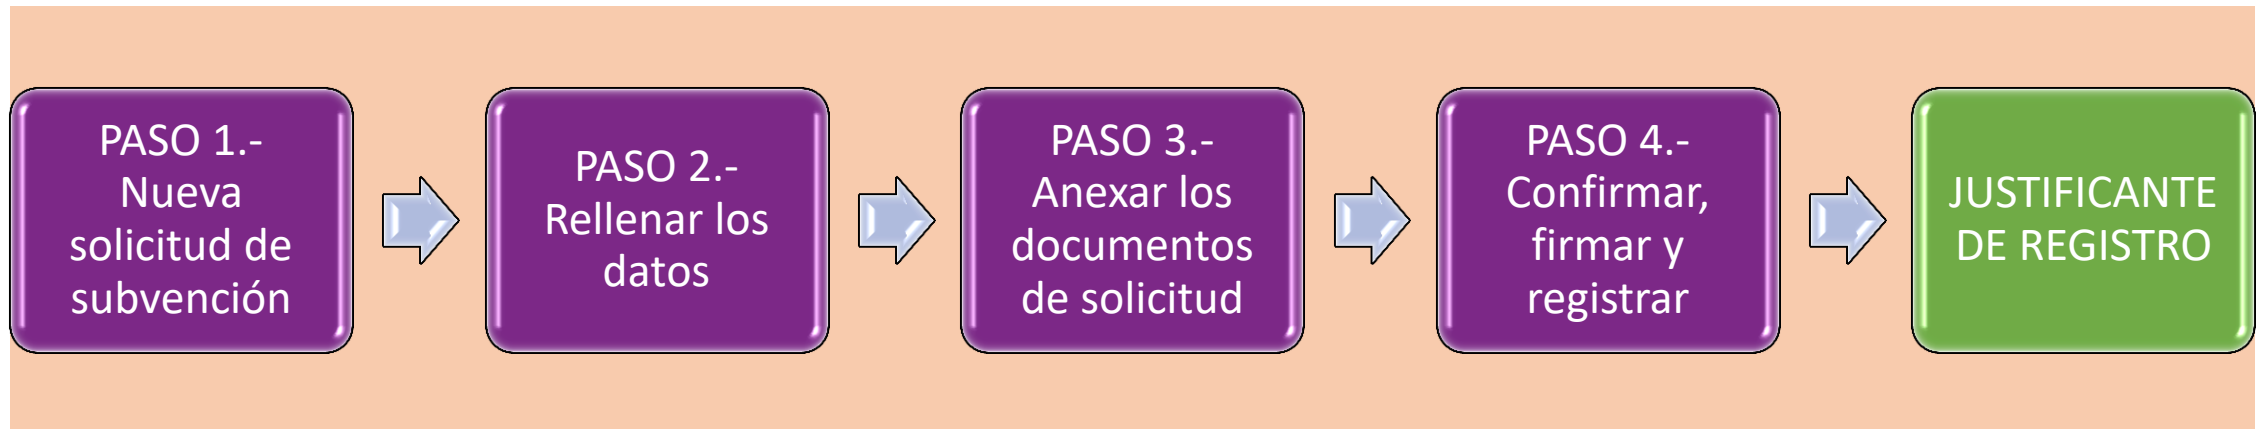 PASO 1.-
Nueva
solicitud de
subvención
PASO 2.-
Rellenar los
datos
PASO 3.-
Anexar los
documentos
de solicitud
PASO 4.-
Confirmar,
firmar y
registrar
JUSTIFICANTE
DE REGISTRO